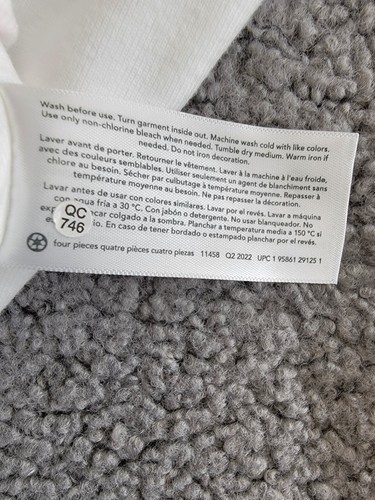 Wash before use. Turn garment inside out. Machine wash cold with like colors.
Use only non-chlorine bleach when needed. Tumble dry medium. Warm iron if
needed. Do not iron decoration.
Laver avant de porter. Retourner le vêtement. Laver à la machine à l'eau froide,
avec des couleurs semblables. Utiliser seulement un agent de blanchiment sans
chlore au besoin. Sécher par culbutage à température moyenne. Repasser à
température moyenne au besoin. Ne pas repasser la décoration.
Lavar antes de usar con colores similares. Lavar por el revés. Lavar a máquina
con agua fría a 30 °C. Con jabón o detergente. No usar blanqueador. No
car colgado a la sombra. Planchar a temperatura media a 150 °C si
io. En caso de tener bordado o estampado planchar por el revés.
QC
746
four pieces quatre pièces cuatro piezas 11458 Q2 2022 UPC 1 95861 29125 1